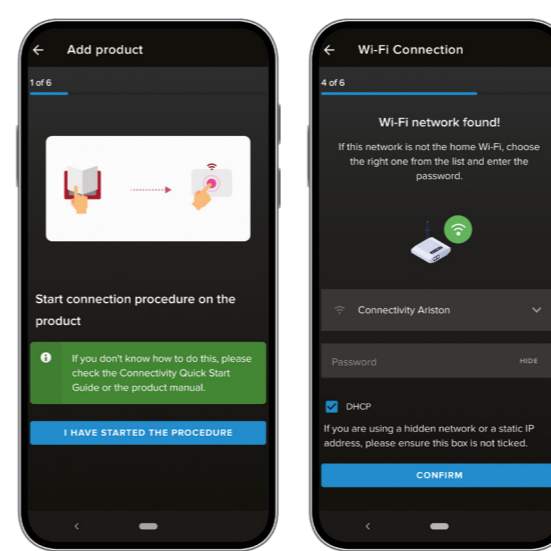 Add product
1 of 6
Start connection procedure on the
product
If you don't know how to do this, please
check the Connectivity Quick Start
Guide or the product manual.
I HAVE STARTED THE PROCEDURE
Wi-Fi Connection
4 of 6
Wi-Fi network found!
If this network is not the home Wi-Fi, choose
the right one from the list and enter the
password.
Connectivity Ariston
Password
HIDE
DHCP
If you are using a hidden network or a static IP
address, please ensure this box is not ticked.
CONFIRM